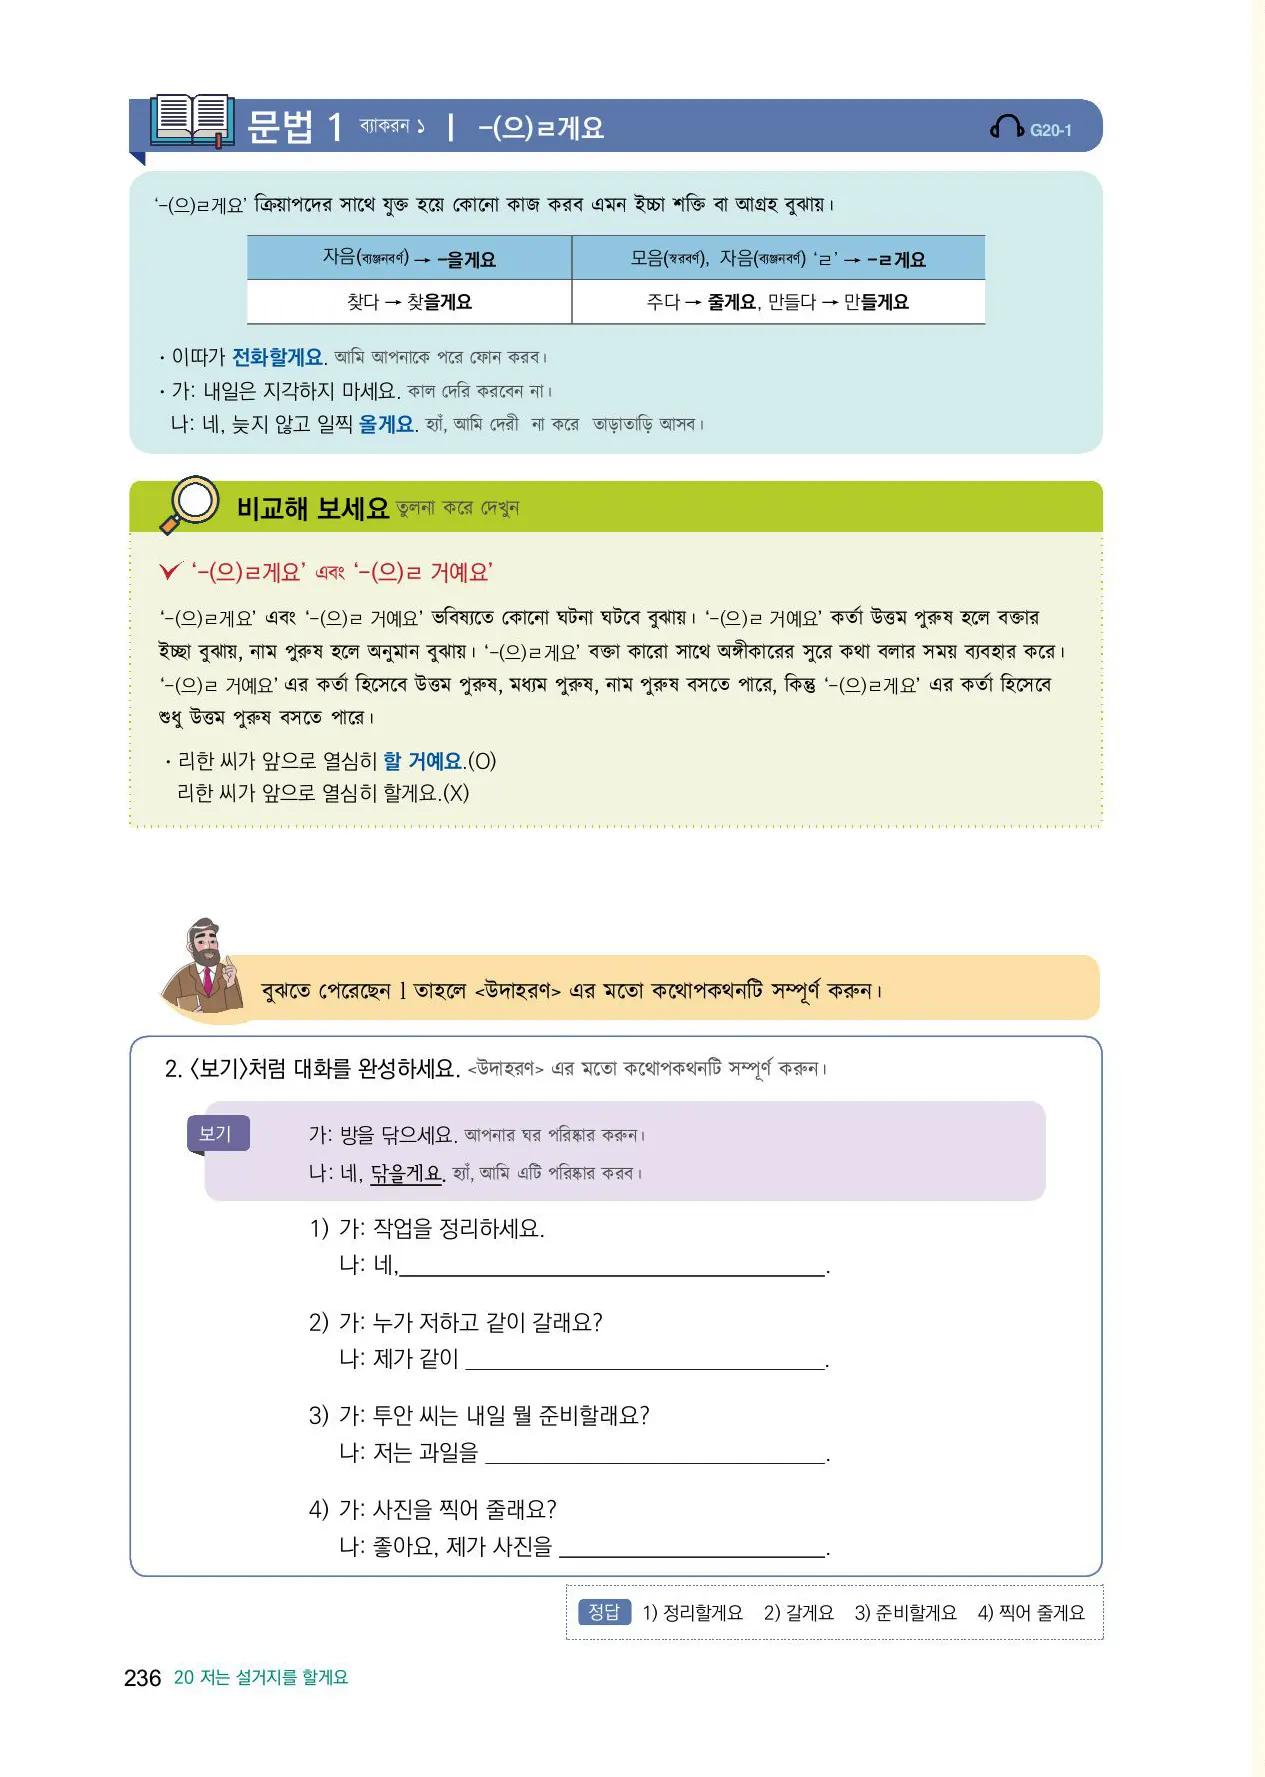 문법 1 ব্যাকরন ১ | -(으)ㄹ게요 G20-1
‘-(으)ㄹ게요’ ক্রিয়াপদের সাথে যুক্ত হয়ে কোনো কাজ করব এমন ইচ্ছা শক্তি বা আগ্রহ বুঝায়।
자음(ব্যঞ্জনবর্ণ) → -을게요 모음(স্বরবর্ণ), 자음(ব্যঞ্জনবর্ণ) ‘ㄹ’ → -ㄹ게요
찾다 → 찾을게요 주다 → 줄게요, 만들다 → 만들게요
· 이따가 전화할게요. আমি আপনাকে পরে ফোন করব।
· 가: 내일은 지각하지 마세요. কাল দেরি করবেন না।
나: 네, 늦지 않고 일찍 올게요. হ্যাঁ, আমি দেরী না করে তাড়াতাড়ি আসব।
비교해 보세요 তুলনা করে দেখুন
‘-(으)ㄹ게요’ এবং ‘-(으)ㄹ 거예요’
‘-(으)ㄹ게요’ এবং ‘-(으)ㄹ 거예요’ ভবিষ্যতে কোনো ঘটনা ঘটবে বুঝায়। ‘-(으)ㄹ 거예요’ কর্তা উত্তম পুরুষ হলে বক্তার
ইচ্ছা বুঝায়, নাম পুরুষ হলে অনুমান বুঝায়। ‘-(으)ㄹ게요’ বক্তা কারো সাথে অঙ্গীকারের সুরে কথা বলার সময় ব্যবহার করে।
‘-(으)ㄹ 거예요’ এর কর্তা হিসেবে উত্তম পুরুষ, মধ্যম পুরুষ, নাম পুরুষ বসতে পারে, কিন্তু ‘-(으)ㄹ게요’ এর কর্তা হিসেবে
শুধু উত্তম পুরুষ বসতে পারে।
· 리한 씨가 앞으로 열심히 할 거예요.(O)
리한 씨가 앞으로 열심히 할게요.(X)
বুঝতে পেরেছেন l তাহলে <উদাহরণ> এর মতো কথোপকথনটি সম্পূর্ণ করুন।
2. <보기>처럼 대화를 완성하세요. <উদাহরণ> এর মতো কথোপকথনটি সম্পূর্ণ করুন।
보기 가: 방을 닦으세요. আপনার ঘর পরিষ্কার করুন।
나: 네, 닦을게요. হ্যাঁ, আমি এটি পরিষ্কার করব।
1) 가: 작업을 정리하세요.
나: 네,____________________.
2) 가: 누가 저하고 같이 갈래요?
나: 제가 같이 ____________________.
3) 가: 투안 씨는 내일 뭘 준비할래요?
나: 저는 과일을 ____________________.
4) 가: 사진을 찍어 줄래요?
나: 좋아요, 제가 사진을 ____________________.
정답 1) 정리할게요 2) 갈게요 3) 준비할게요 4) 찍어 줄게요
236 20 저는 설거지를 할게요